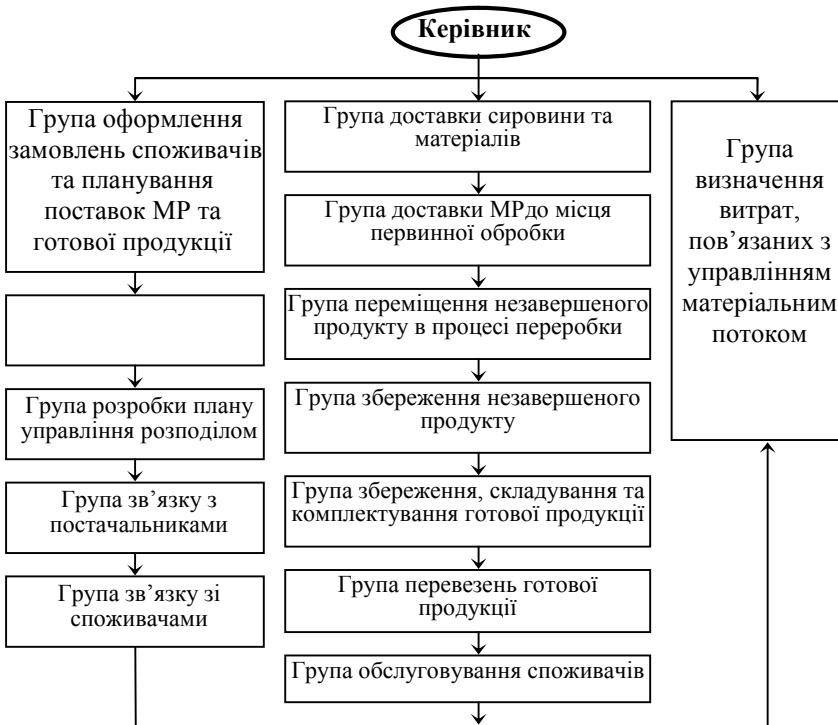 Керівник
Група оформлення
замовлень споживачів
та планування
поставок МР та
готової продукції
Група розробки плану
управління розподілом
Група зв’язку з
постачальниками
Група зв’язку зі
споживачами
Група доставки сировини та
матеріалів
Група доставки МРдо місця
первинної обробки
Група переміщення незавершеного
продукту в процесі переробки
Група збереження незавершеного
продукту
Група збереження, складування та
комплектування готової продукції
Група перевезень готової
продукції
Група обслуговування споживачів
Група
визначення
витрат,
пов’язаних з
управлінням
матеріальним
потоком